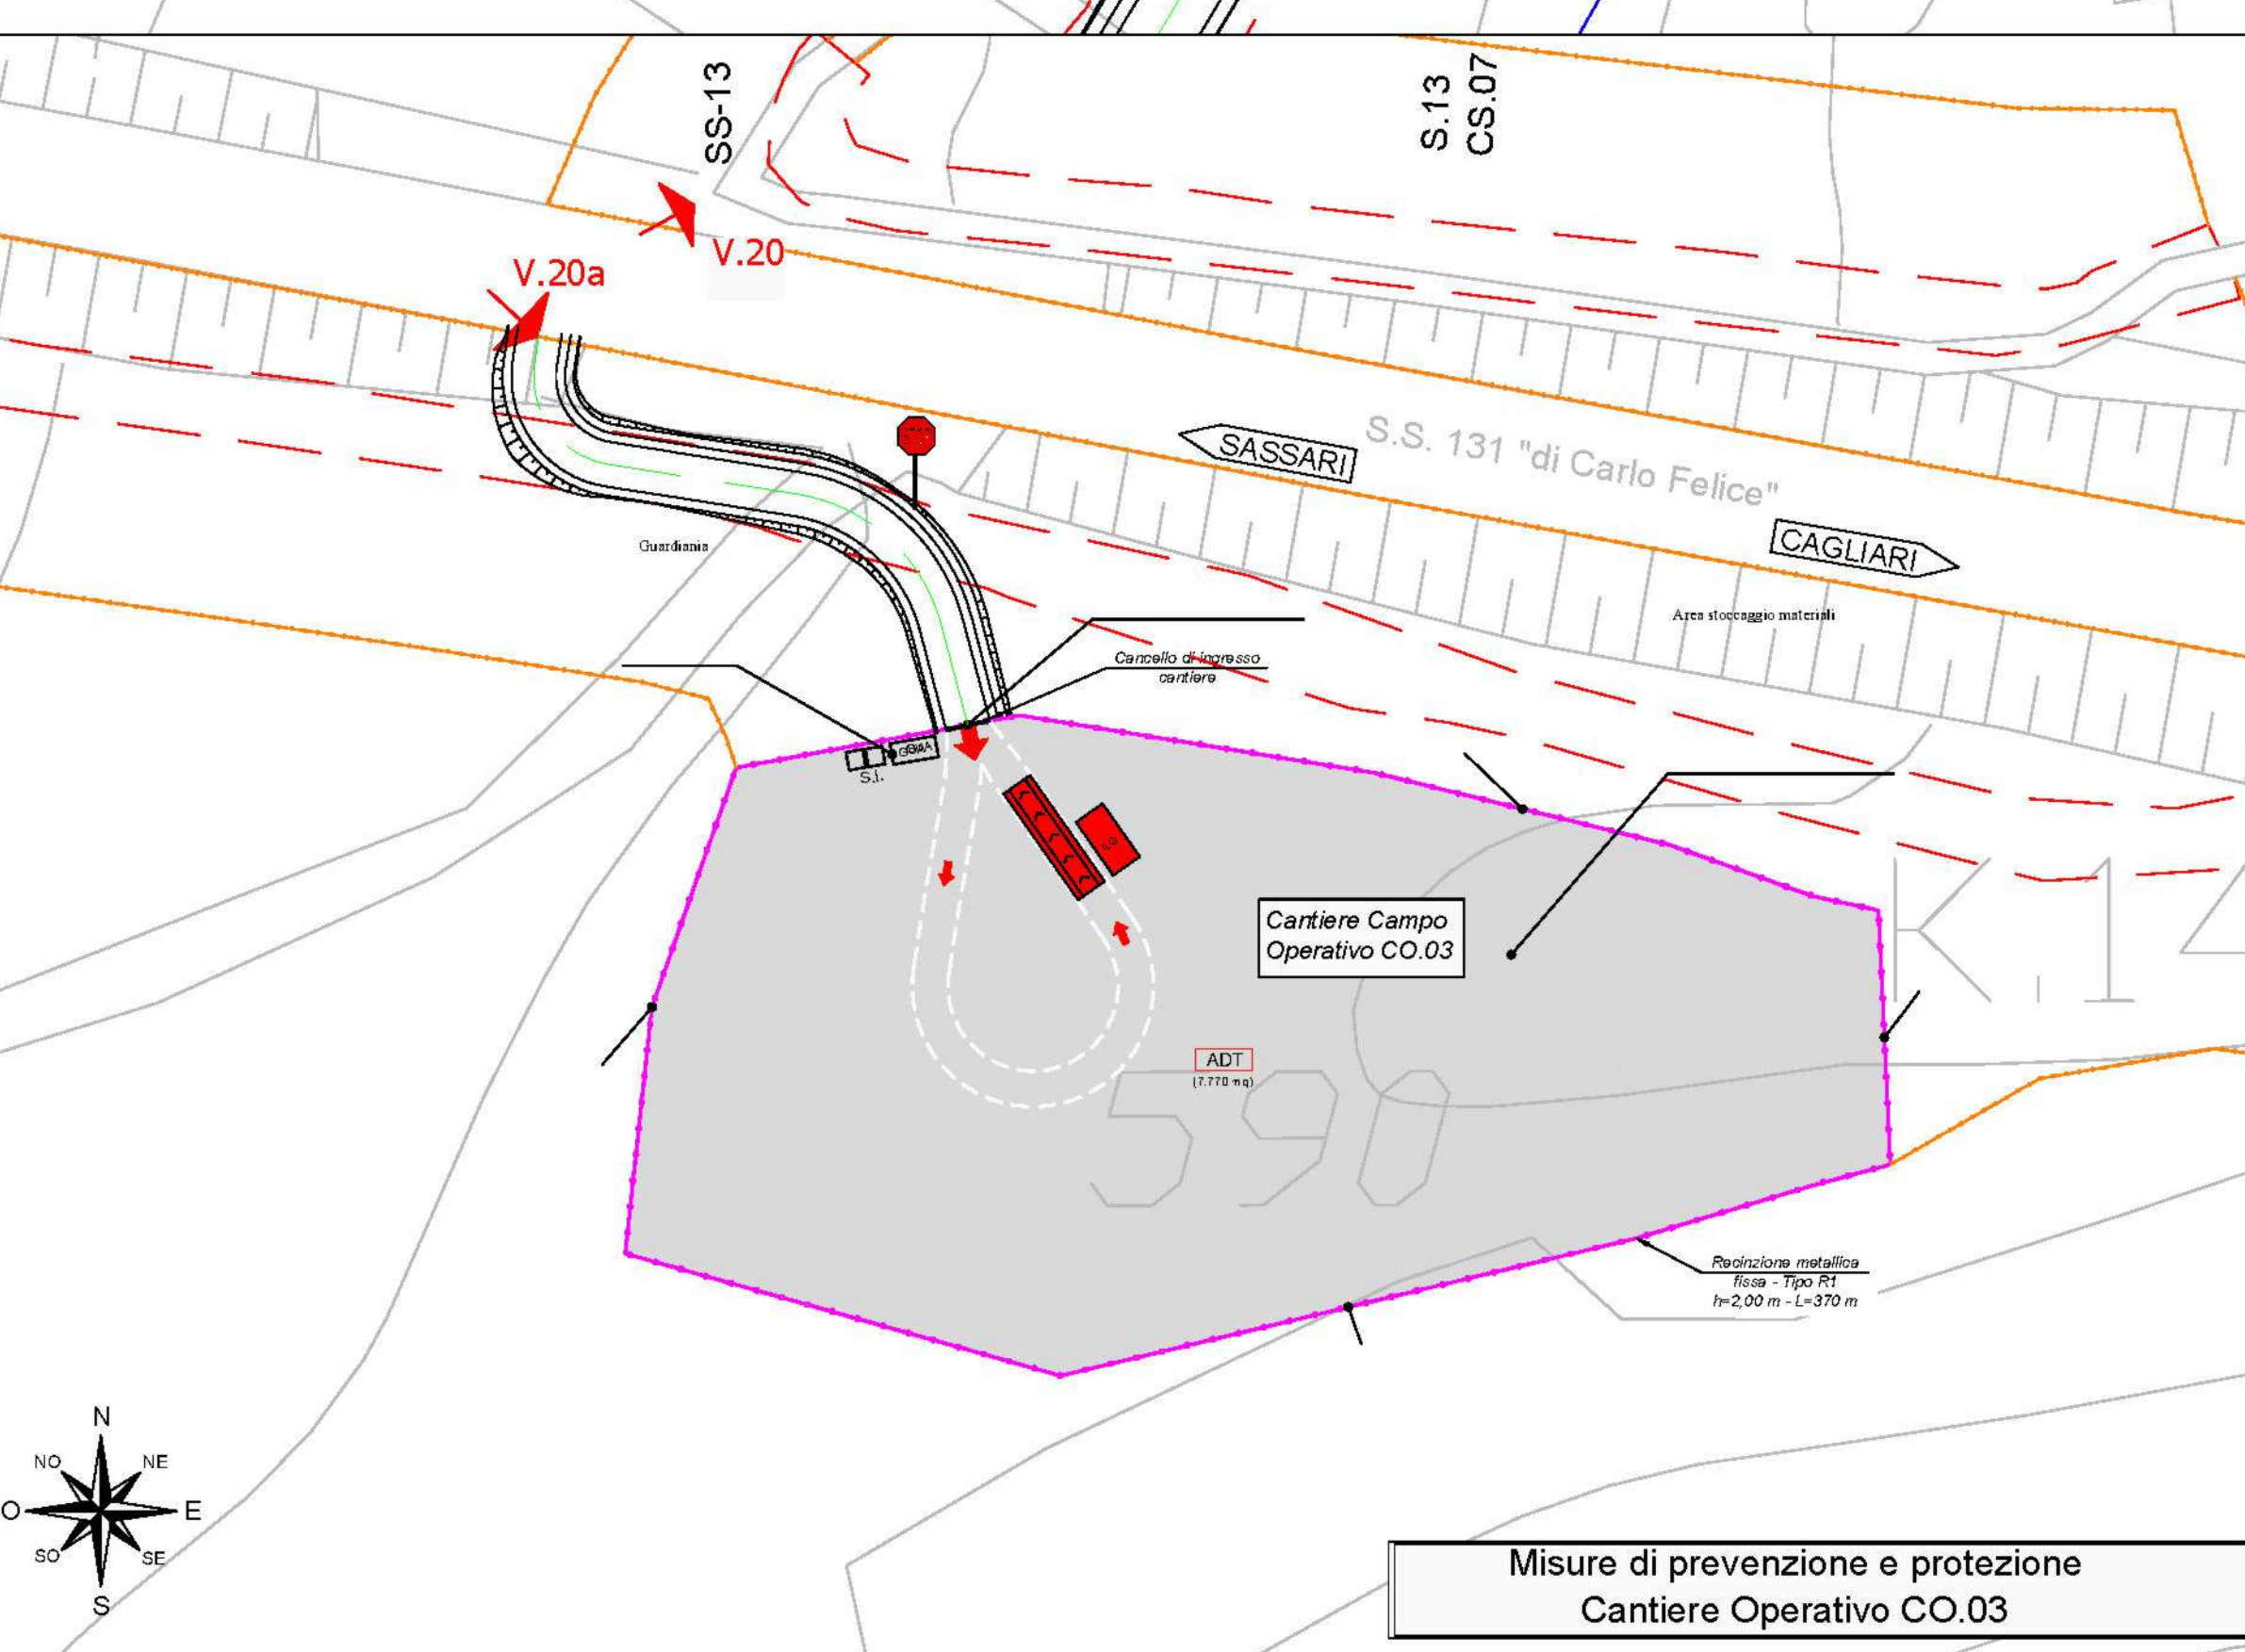 SS-13
S.13
CS.07
V.20
V.20a
SASSARI
S.S. 131 "di Carlo Felice"
CAGLIARI
Guardiania
Area stoccaggio materiali
Cancello di ingresso
cantiere
S.I.
K.14
Cantiere Campo
Operativo CO.03
ADT
(7.770 mq)
590
Recinzione metallica
fissa - Tipo R1
h=2,00 m - L=370 m
N
NO
NE
O
E
SO
SE
S
Misure di prevenzione e protezione
Cantiere Operativo CO.03